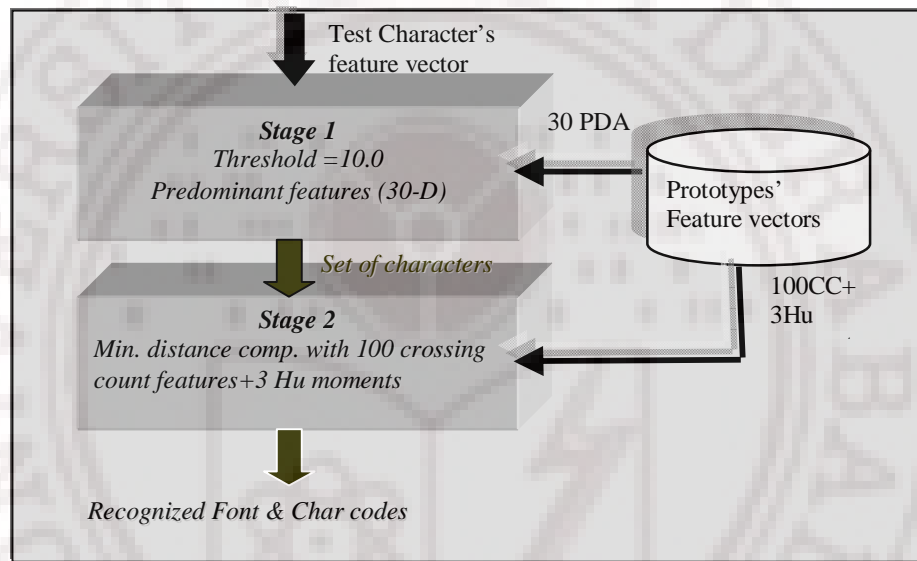 Test Character's
feature vector
Stage 1
Threshold =10.0
Predominant features (30-D)
30 PDA
Prototypes'
Feature vectors
Set of characters
100CC+
3Hu
Stage 2
Min. distance comp. with 100 crossing
count features+3 Hu moments
Recognized Font & Char codes